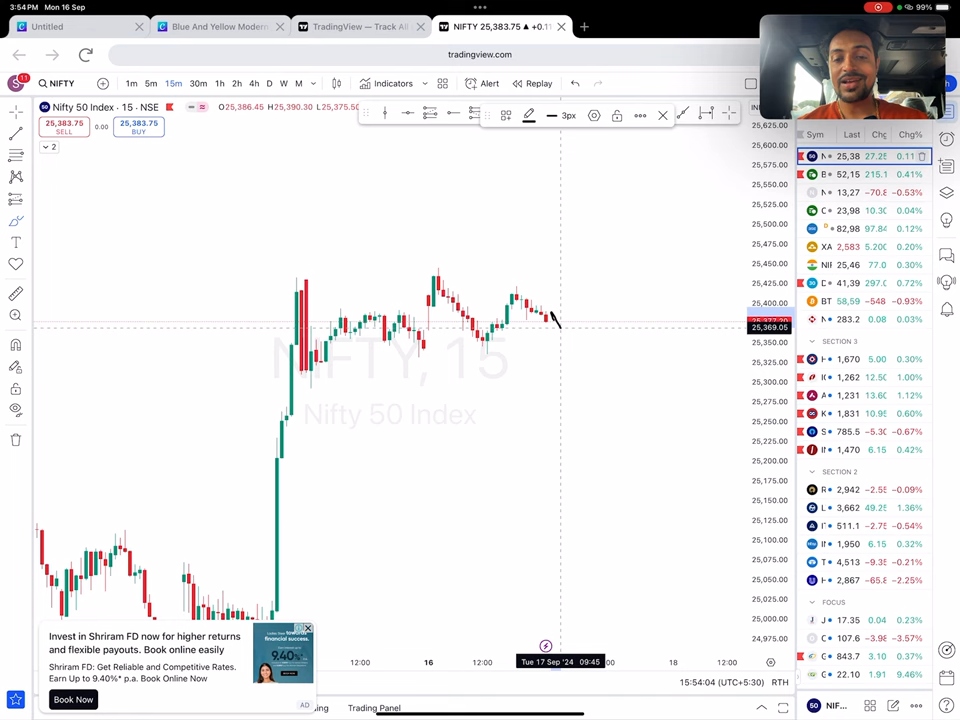 3:54 PM Mon 16 Sep
99%
Untitled
Blue And Yellow Modern
TradingView — Track All
NIFTY 25,383.75 ▲ +0.1
tradingview.com
11
NIFTY
1m 5m 15m 30m 1h 2h 4h D W M
Indicators
Alert
Replay
50 Nifty 50 Index · 15 · NSE
O25,386.45 H25,390.30 L25,375.50
3px
25,383.75
SELL
0.00
25,383.75
BUY
2
NIFTY, 15
Nifty 50 Index
25,625.00
25,600.00
25,575.00
25,550.00
25,525.00
25,500.00
25,475.00
25,450.00
25,425.00
25,400.00
25,377.20
25,369.05
25,350.00
25,325.00
25,300.00
25,275.00
25,250.00
25,225.00
25,200.00
25,175.00
25,150.00
25,125.00
25,100.00
25,075.00
25,050.00
25,025.00
25,000.00
24,975.00
Sym Last Chg Chg%
N 25,38 27.25 0.11
B 52,15 215.1 0.41%
N 13,27 −70.8 −0.53%
C 23,98 10.30 0.04%
82,98 97.84 0.12%
XA 2,583 5.200 0.20%
NI 25,46 77.0 0.30%
D 41,39 297.0 0.72%
BT 58,59 −548 −0.93%
N 283.2 0.08 0.03%
SECTION 3
H 1,670 5.00 0.30%
IC 1,262 12.50 1.00%
A 1,231 13.60 1.12%
K 1,831 10.95 0.60%
S 785.5 −5.30 −0.67%
II 1,470 6.15 0.42%
SECTION 2
R 2,942 −2.55 −0.09%
L 3,662 49.25 1.36%
I 511.1 −2.75 −0.54%
II 1,950 6.15 0.32%
T 4,513 −9.35 −0.21%
H 2,867 −65.8 −2.25%
FOCUS
J 17.35 0.04 0.23%
C 107.6 −3.98 −3.57%
G 843.7 3.10 0.37%
G 22.10 1.91 9.46%
Invest in Shriram FD now for higher returns
and flexible payouts. Book online easily
Shriram FD: Get Reliable and Competitive Rates.
Earn Up to 9.40%* p.a. Book Online Now
Book Now
9.40%*
AD
12:00 16 12:00 Tue 17 Sep '24 09:45 :00 18 12:00
15:54:04 (UTC+5:30) RTH
Trading Panel
NIF...